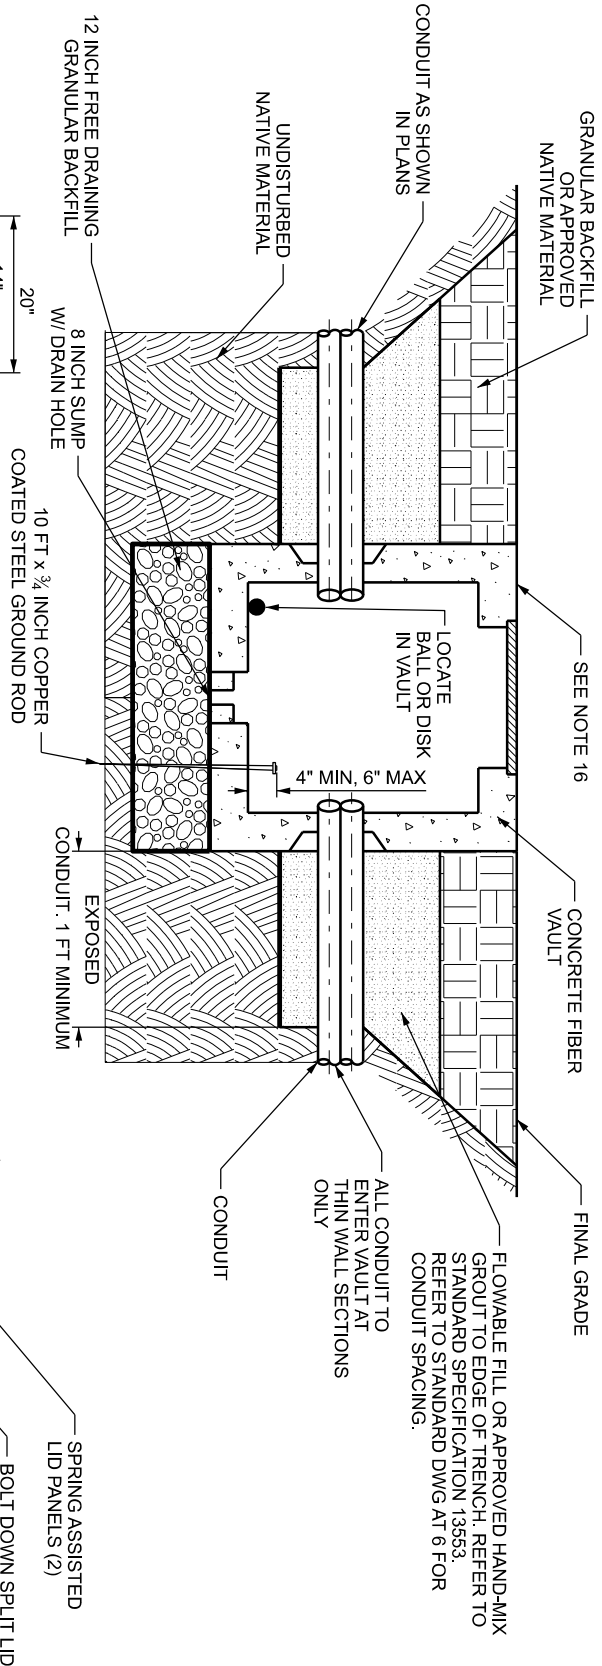 GRANULAR BACKFILL
OR APPROVED
NATIVE MATERIAL
CONDUIT AS SHOWN
IN PLANS
UNDISTURBED
NATIVE MATERIAL
12 INCH FREE DRAINING
GRANULAR BACKFILL
8 INCH SUMP
W/ DRAIN HOLE
10 FT x ¾ INCH COPPER
COATED STEEL GROUND ROD
20"
SEE NOTE 16
LOCATE
BALL OR DISK
IN VAULT
4" MIN, 6" MAX
CONCRETE FIBER
VAULT
EXPOSED
CONDUIT. 1 FT MINIMUM
FINAL GRADE
FLOWABLE FILL OR APPROVED HAND-MIX
GROUT TO EDGE OF TRENCH. REFER TO
STANDARD SPECIFICATION 13553.
REFER TO STANDARD DWG AT 6 FOR
CONDUIT SPACING.
ALL CONDUIT TO
ENTER VAULT AT
THIN WALL SECTIONS
ONLY
CONDUIT
SPRING ASSISTED
LID PANELS (2)
BOLT DOWN SPLIT LID